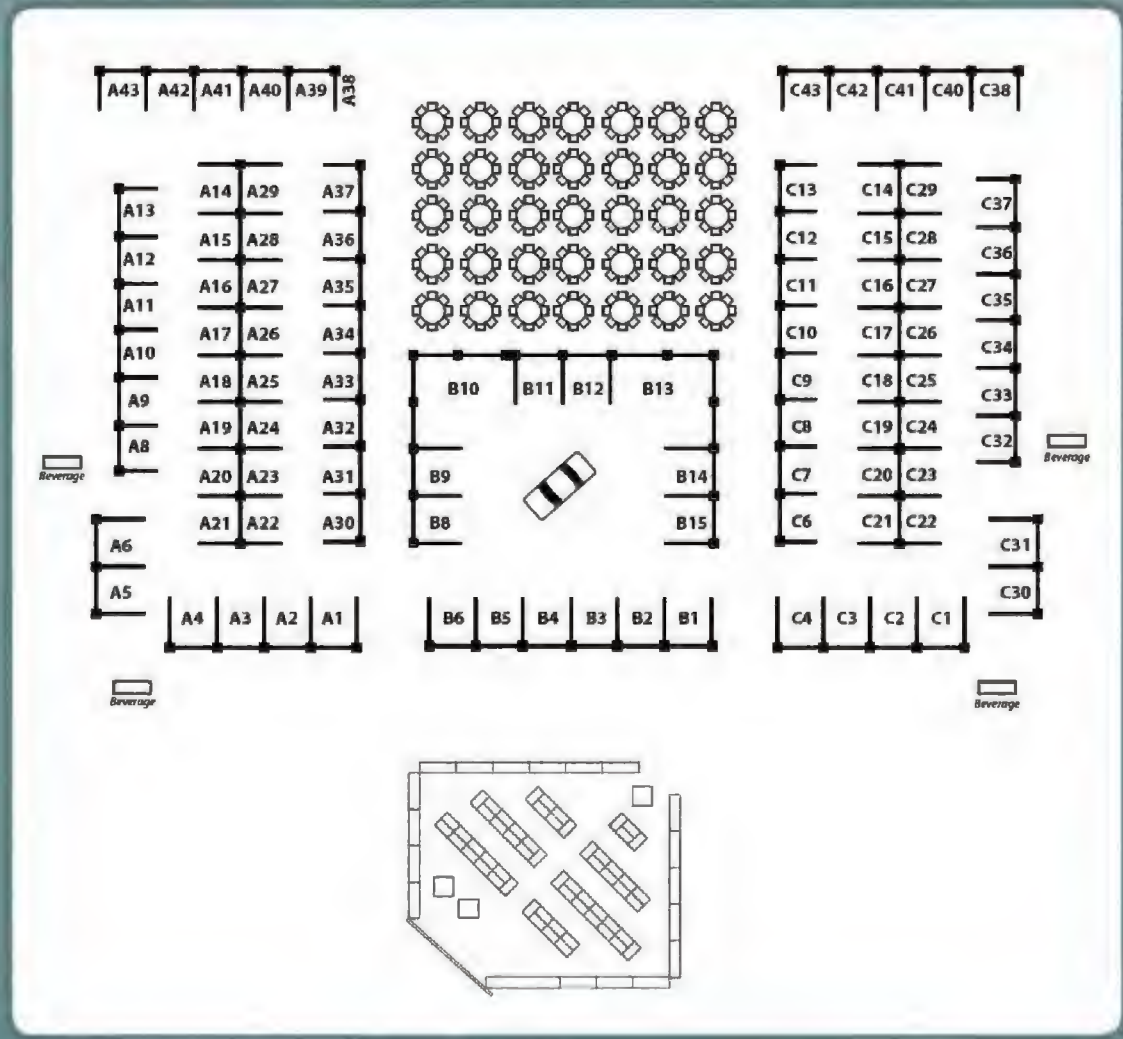 A43 A42 A41 A40 A39 A38 C43 C42 C41 C40 C38
A14 A29 A37 C13 C14 C29
A13 C37
A15 A28 A36 C12 C15 C28
A12 C36
A16 A27 A35 C11 C16 C27
A11 C35
A17 A26 A34 C10 C17 C26
A10 C34
A18 A25 A33 B10 B11 B12 B13 C9 C18 C25
A9 C33
A19 A24 A32 C8 C19 C24
A8 C32
Beverage Beverage
A20 A23 A31 B9 B14 C7 C20 C23
A21 A22 A30 B8 B15 C6 C21 C22
A6 C31
A5 C30
A4 A3 A2 A1 B6 B5 B4 B3 B2 B1 C4 C3 C2 C1
Beverage Beverage